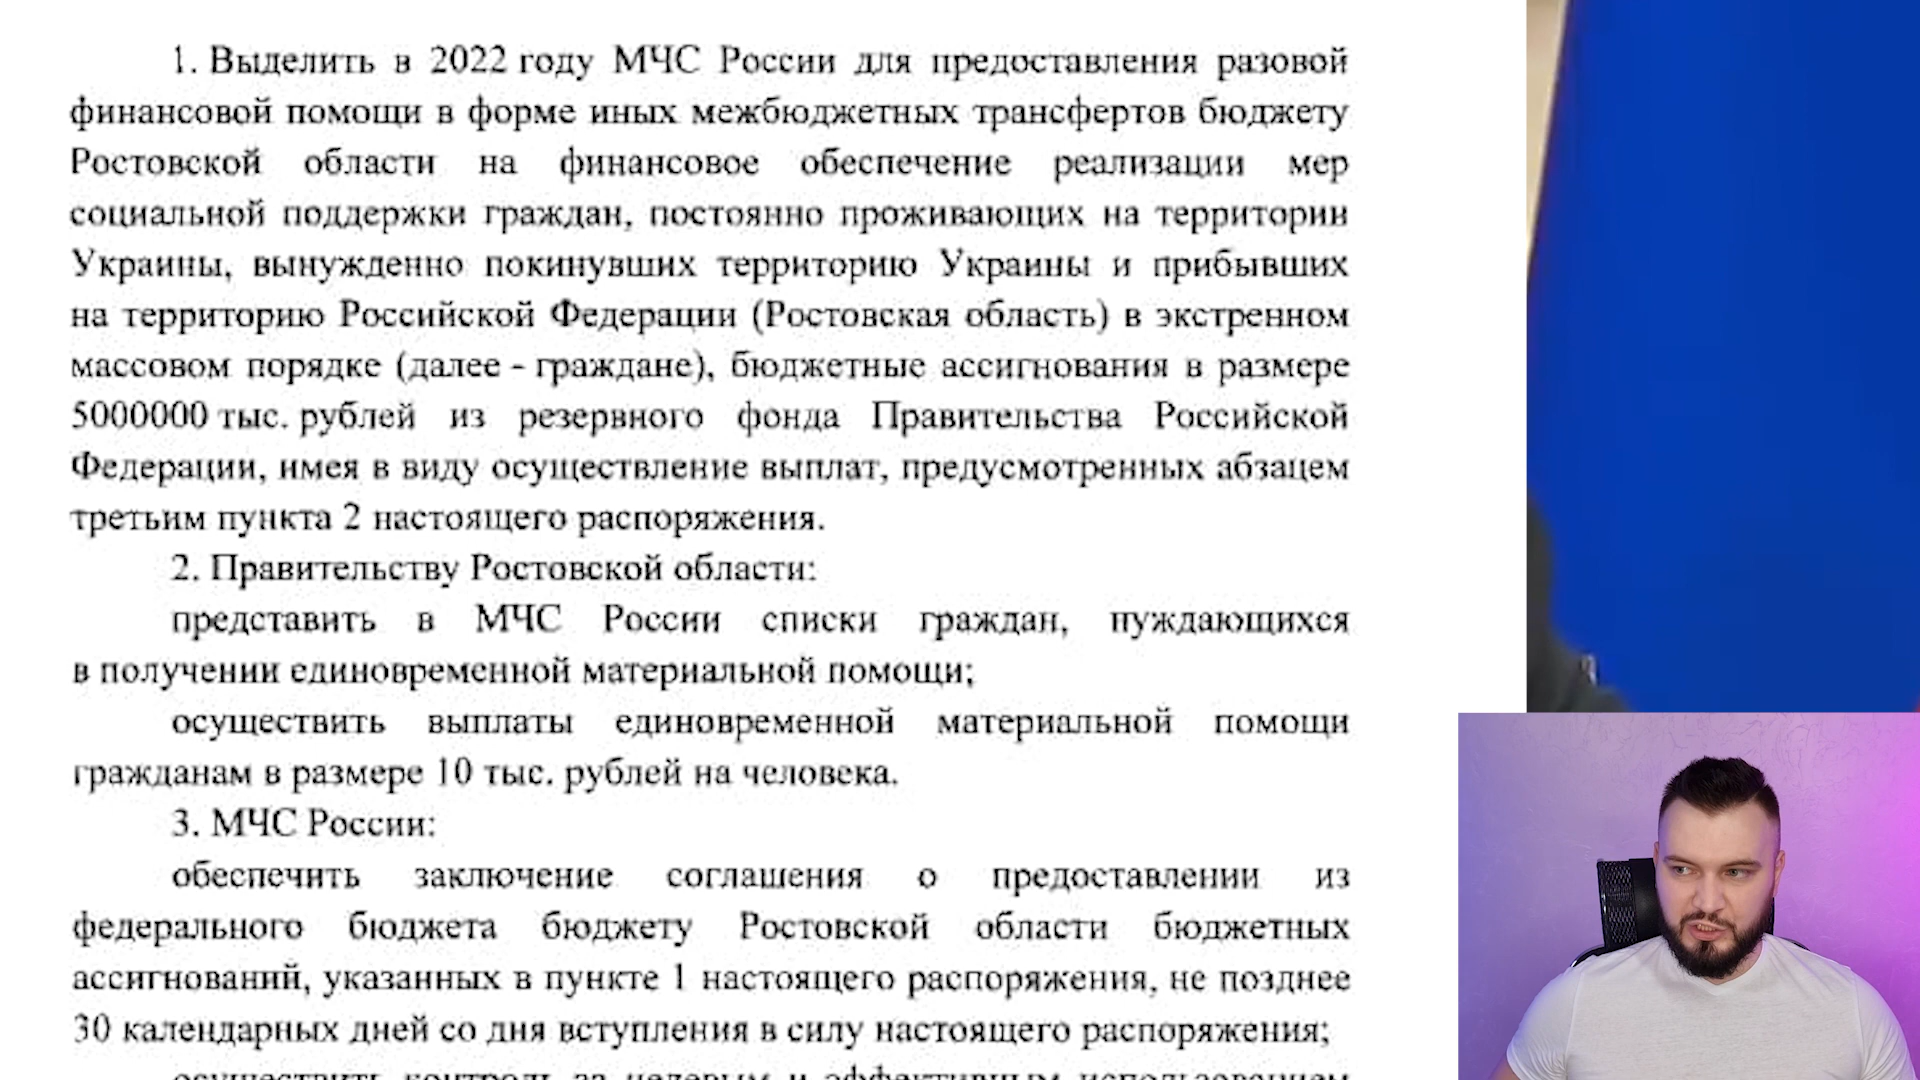 1. Выделить в 2022 году МЧС России для предоставления разовой
финансовой помощи в форме иных межбюджетных трансфертов бюджету
Ростовской области на финансовое обеспечение реализации мер
социальной поддержки граждан, постоянно проживающих на территории
Украины, вынужденно покинувших территорию Украины и прибывших
на территорию Российской Федерации (Ростовская область) в экстренном
массовом порядке (далее - граждане), бюджетные ассигнования в размере
5000000 тыс. рублей из резервного фонда Правительства Российской
Федерации, имея в виду осуществление выплат, предусмотренных абзацем
третьим пункта 2 настоящего распоряжения.
2. Правительству Ростовской области:
представить в МЧС России списки граждан, нуждающихся
в получении единовременной материальной помощи;
осуществить выплаты единовременной материальной помощи
гражданам в размере 10 тыс. рублей на человека.
3. МЧС России:
обеспечить заключение соглашения о предоставлении из
федерального бюджета бюджету Ростовской области бюджетных
ассигнований, указанных в пункте 1 настоящего распоряжения, не позднее
30 календарных дней со дня вступления в силу настоящего распоряжения;
осуществить контроль за целевым и эффективным использованием